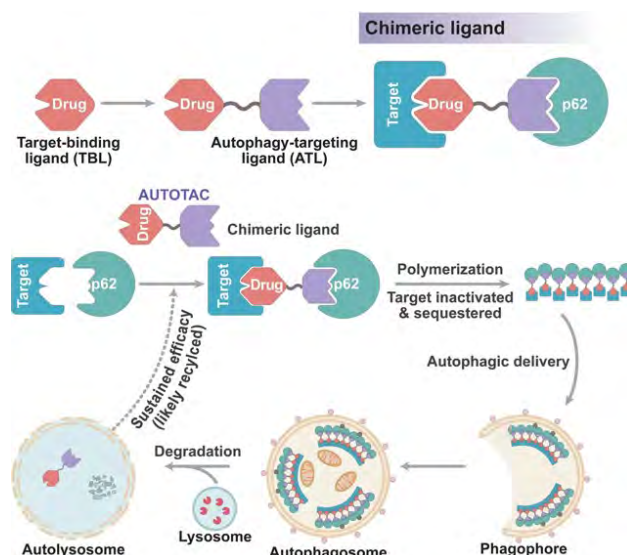 Chimeric ligand
Drug
Target-binding
ligand (TBL)
Drug
Autophagy-targeting
ligand (ATL)
Target
Drug
p62
AUTOTAC
Drug
Chimeric ligand
Target
p62
Target
Drug
p62
Polymerization
Target inactivated
& sequestered
Sustained efficacy
(likely recylced)
Autophagic delivery
Degradation
Lysosome
Autolysosome
Autophagosome
Phagophore